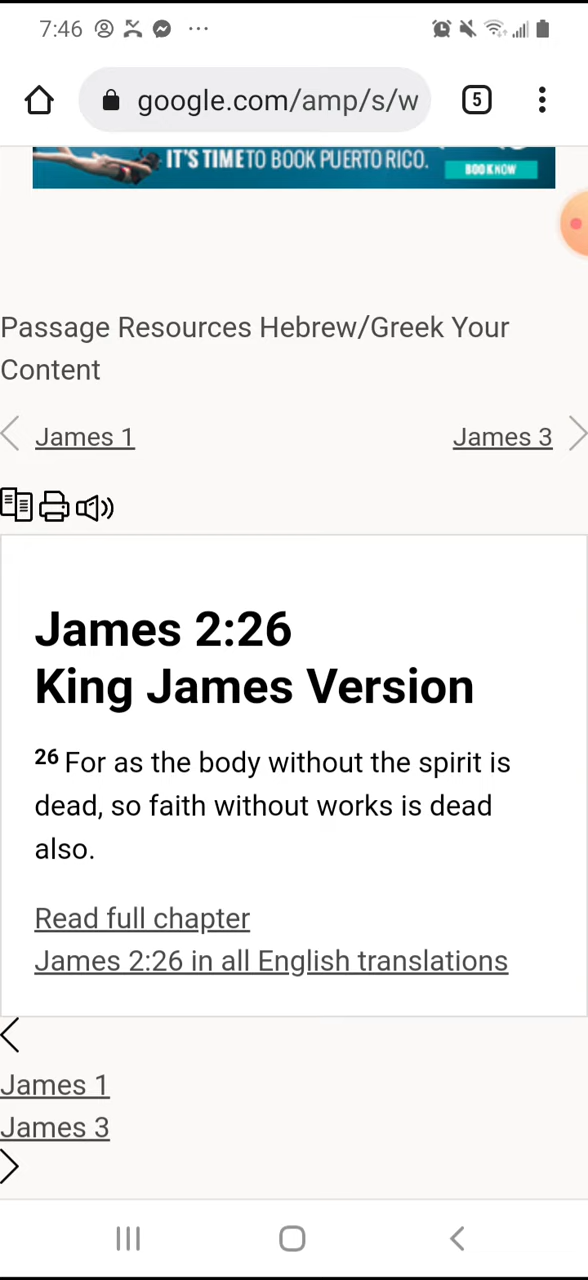 7:46
5
google.com/amp/s/w
IT'S TIME TO BOOK PUERTO RICO.
BOOK NOW
Passage Resources Hebrew/Greek Your
Content
James 1
James 3
James 2:26
King James Version
26 For as the body without the spirit is
dead, so faith without works is dead
also.
Read full chapter
James 2:26 in all English translations
James 1
James 3